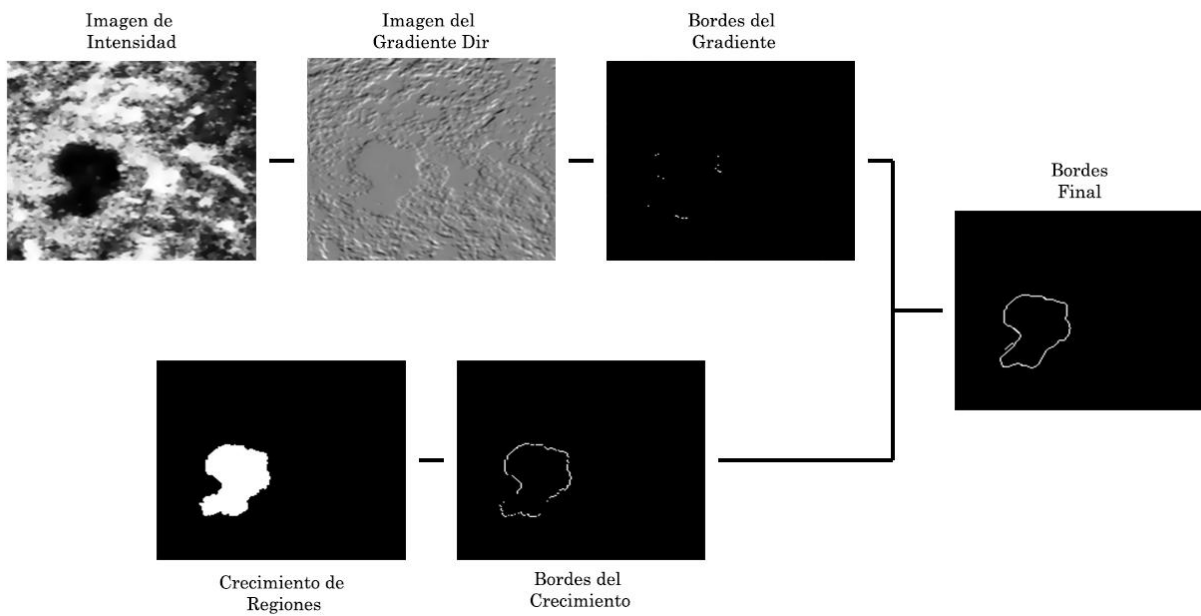 Imagen de
Intensidad
Imagen del
Gradiente Dir
Bordes del
Gradiente
Bordes
Final
Crecimiento de
Regiones
Bordes del
Crecimiento